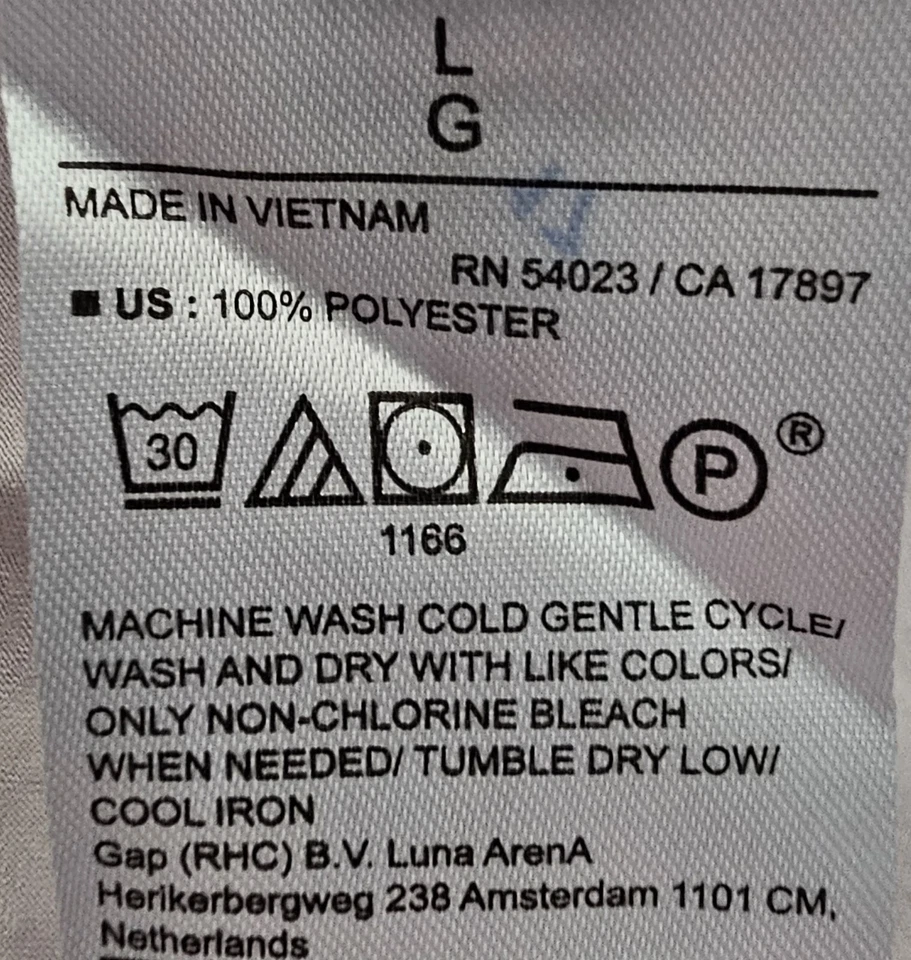 L
G
MADE IN VIETNAM
RN 54023 / CA 17897
■ US : 100% POLYESTER
30
P ®
1166
MACHINE WASH COLD GENTLE CYCLE/
WASH AND DRY WITH LIKE COLORS/
ONLY NON-CHLORINE BLEACH
WHEN NEEDED/ TUMBLE DRY LOW/
COOL IRON
Gap (RHC) B.V. Luna ArenA
Herikerbergweg 238 Amsterdam 1101 CM,
Netherlands